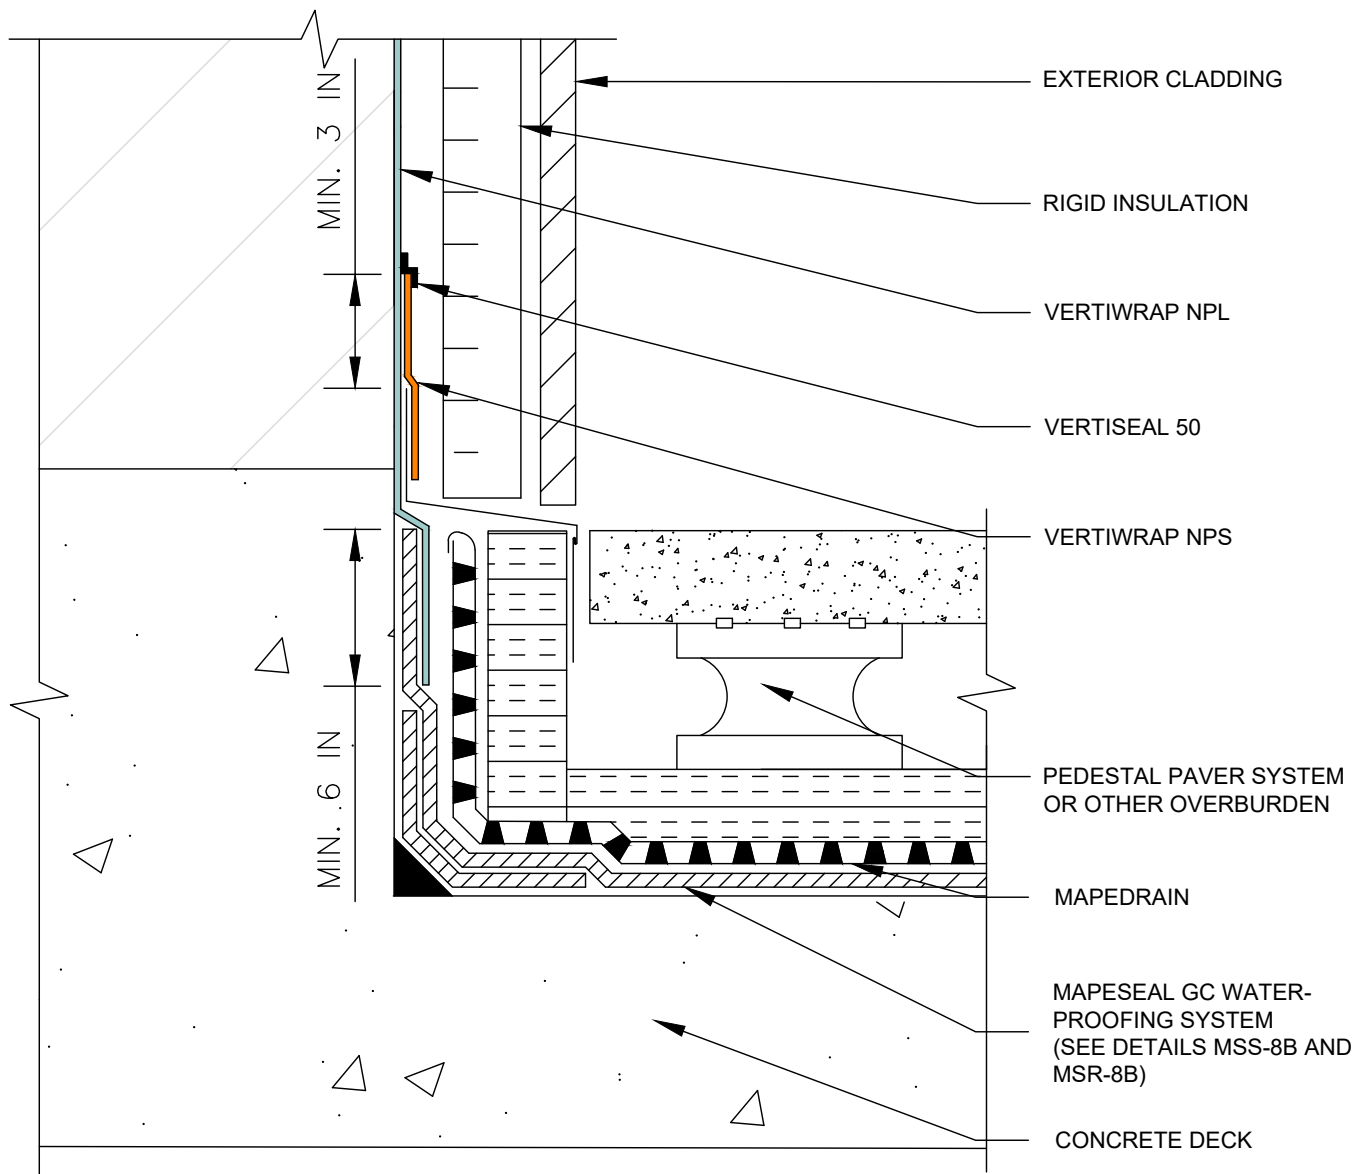 MIN. 3 IN
EXTERIOR CLADDING
RIGID INSULATION
VERTIWRAP NPL
VERTISEAL 50
VERTIWRAP NPS
MIN. 6 IN
PEDESTAL PAVER SYSTEM
OR OTHER OVERBURDEN
MAPEDRAIN
MAPESEAL GC WATER-
PROOFING SYSTEM
(SEE DETAILS MSS-8B AND
MSR-8B)
CONCRETE DECK